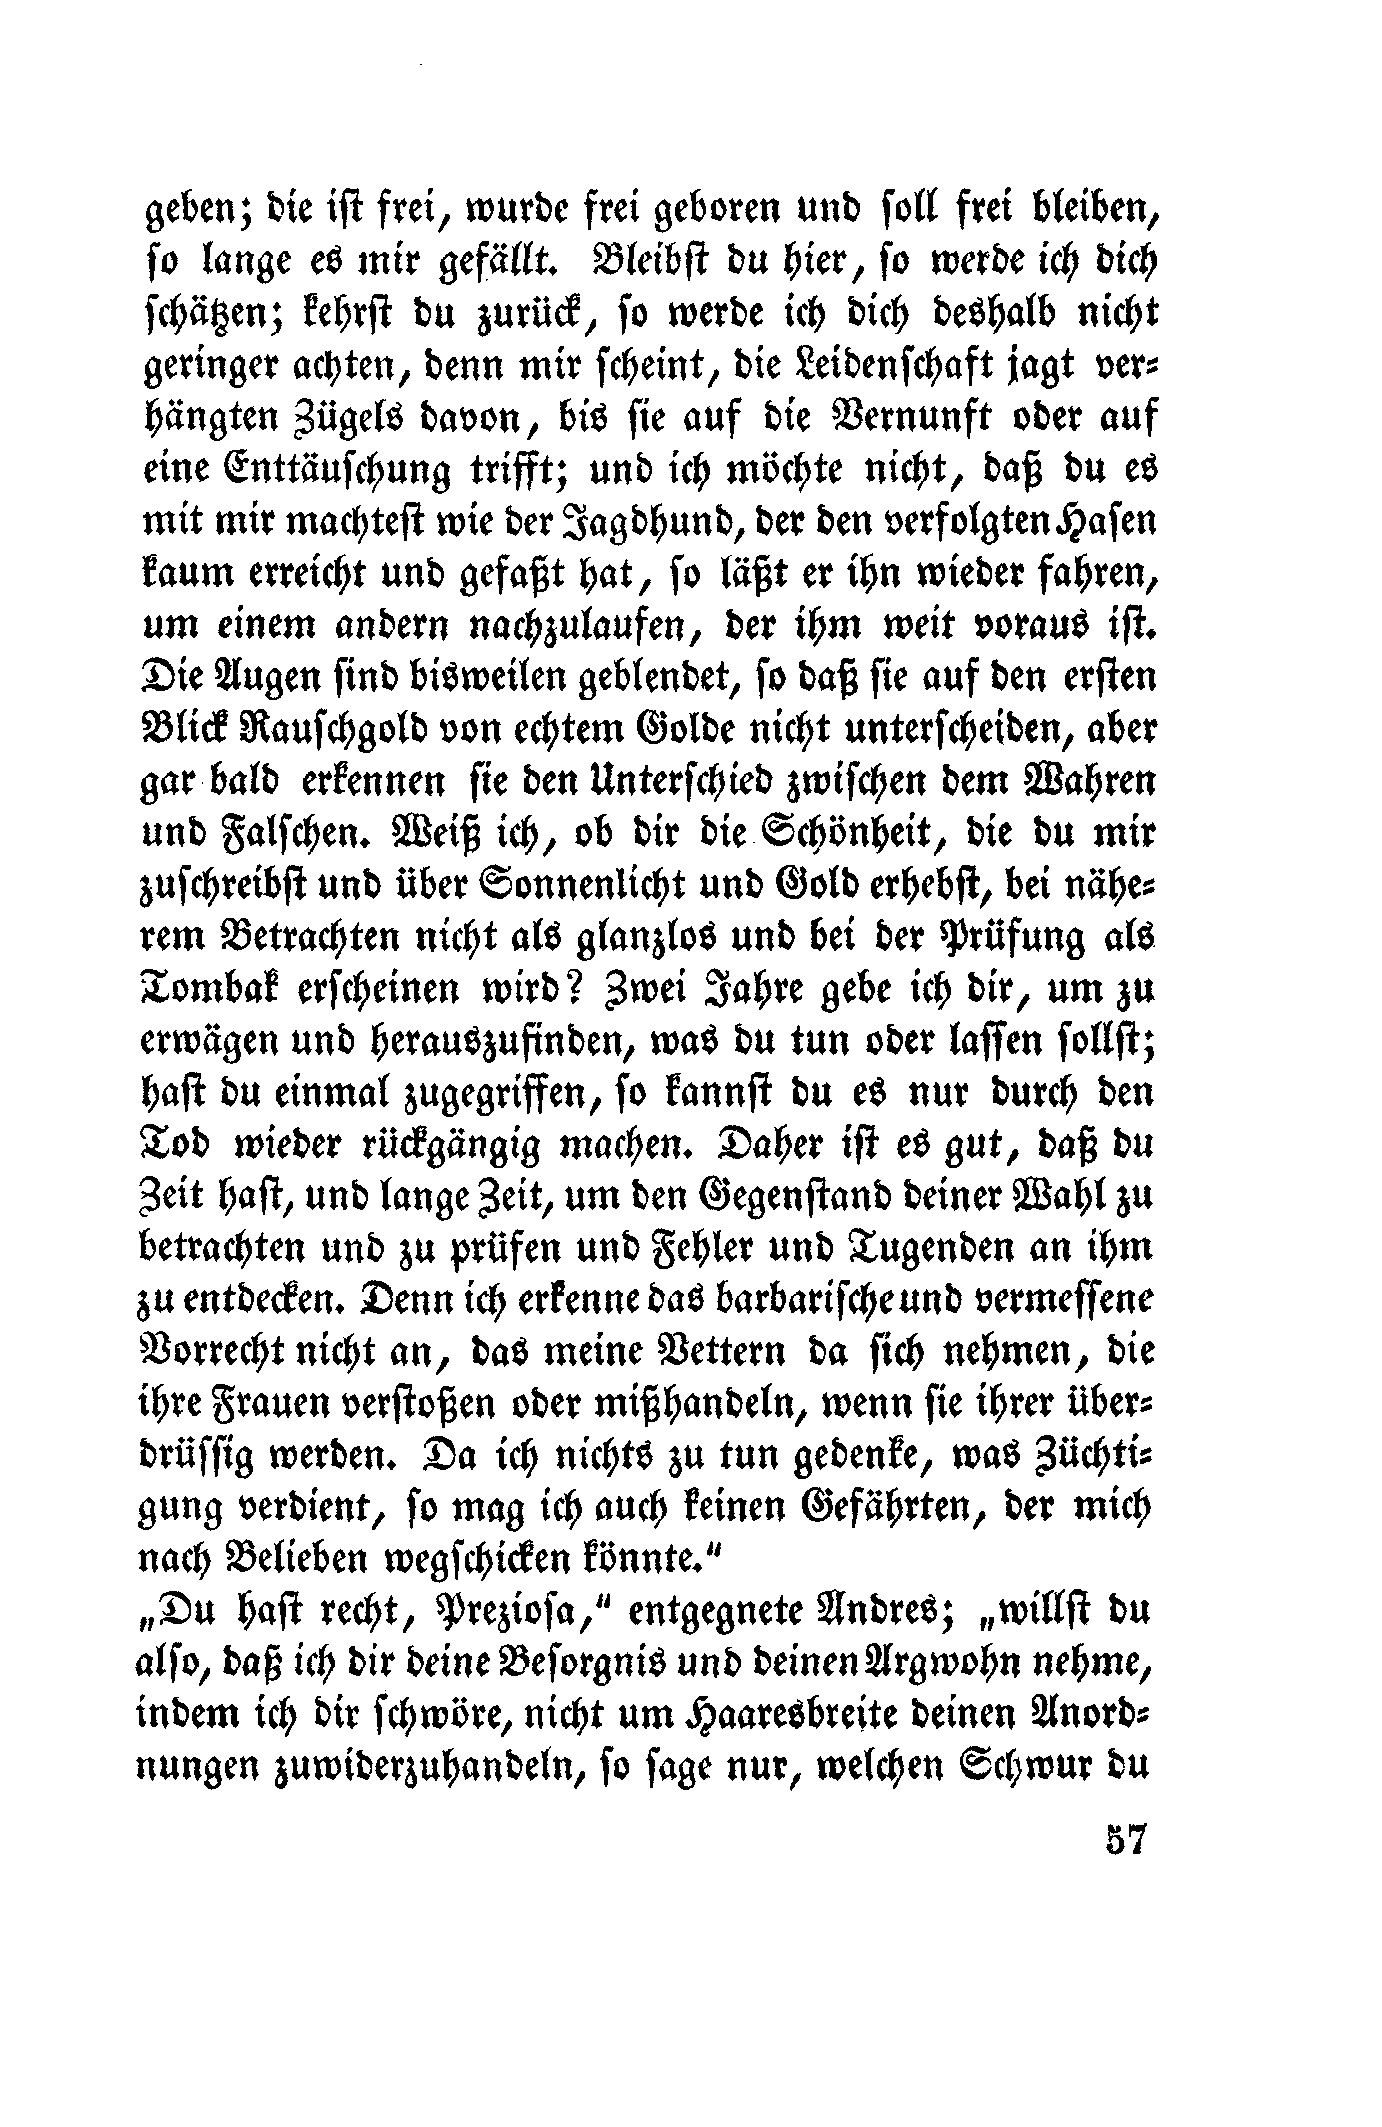 geben; die ist frei, wurde frei geboren und soll frei bleiben,
so lange es mir gefällt. Bleibst du hier, so werde ich dich
schätzen; kehrst du zurück, so werde ich dich deshalb nicht
geringer achten, denn mir scheint, die Leidenschaft jagt ver-
hängten Zügels davon, bis sie auf die Vernunft oder auf
eine Enttäuschung trifft; und ich möchte nicht, daß du es
mit mir machtest wie der Jagdhund, der den verfolgten Hasen
kaum erreicht und gefaßt hat, so läßt er ihn wieder fahren,
um einem andern nachzulaufen, der ihm weit voraus ist.
Die Augen sind bisweilen geblendet, so daß sie auf den ersten
Blick Rauschgold von echtem Golde nicht unterscheiden, aber
gar bald erkennen sie den Unterschied zwischen dem Wahren
und Falschen. Weiß ich, ob dir die Schönheit, die du mir
zuschreibst und über Sonnenlicht und Gold erhebst, bei nähe-
rem Betrachten nicht als glanzlos und bei der Prüfung als
Tombak erscheinen wird? Zwei Jahre gebe ich dir, um zu
erwägen und herauszufinden, was du tun oder lassen sollst;
hast du einmal zugegriffen, so kannst du es nur durch den
Tod wieder rückgängig machen. Daher ist es gut, daß du
Zeit hast, und lange Zeit, um den Gegenstand deiner Wahl zu
betrachten und zu prüfen und Fehler und Tugenden an ihm
zu entdecken. Denn ich erkenne das barbarische und vermessene
Vorrecht nicht an, das meine Vettern da sich nehmen, die
ihre Frauen verstoßen oder mißhandeln, wenn sie ihrer über-
drüssig werden. Da ich nichts zu tun gedenke, was Züchti-
gung verdient, so mag ich auch keinen Gefährten, der mich
nach Belieben wegschicken könnte.“
„Du hast recht, Preziosa,“ entgegnete Andres; „willst du
also, daß ich dir deine Besorgnis und deinen Argwohn nehme,
indem ich dir schwöre, nicht um Haaresbreite deinen Anord-
nungen zuwiderzuhandeln, so sage nur, welchen Schwur du
57